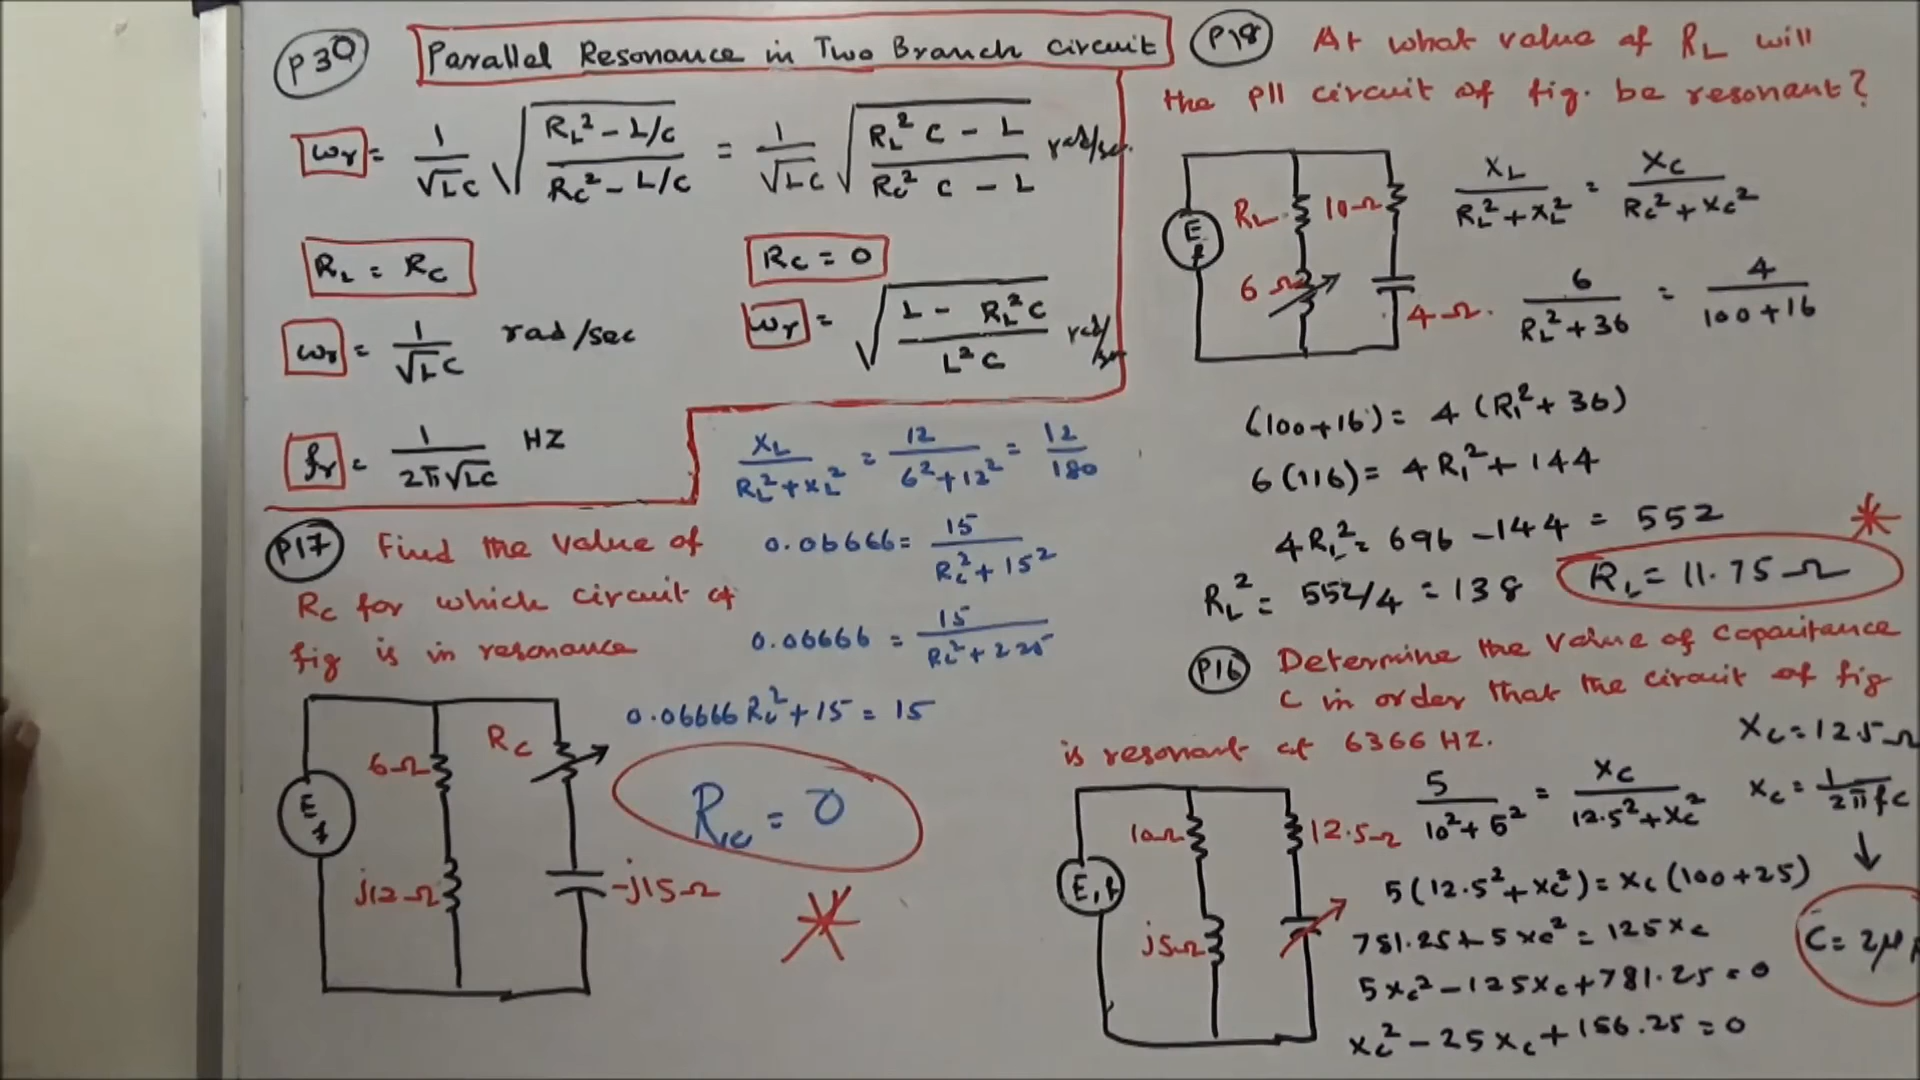 P30
Parallel Resonance in Two Branch circuit
ωr = 1/√LC √(RL² - L/C / RC² - L/C) = 1/√LC √(RL² C - L / RC² C - L) rad/sec.
RL = RC
RC = 0
ωr = 1/√LC rad/sec
ωr = √(L - RL²C / L²C) rad/sec
fr = 1/2π√LC HZ
P17 Find the value of
Rc for which circuit of
fig is in resonance
XL/RL²+XL² = 12/6²+12² = 12/180
0.06666 = 15/Rc²+15²
0.06666 = 15/Rc²+225
0.06666 Rc²+15 = 15
Rc = 0
E
f
6Ω
Rc
j12Ω
-j15Ω
P18 At what value of RL will
the pll circuit of fig. be resonant?
E
f
RL
10Ω
6Ω
4Ω.
XL/RL²+XL² = XC/RC²+XC²
6/RL²+36 = 4/100+16
(100+16) = 4(RL²+36)
6(116) = 4RL²+144
4RL² = 696 - 144 = 552
RL² = 552/4 = 138
RL = 11.75Ω
P16 Determine the value of capacitance
C in order that the circuit of fig
is resonant at 6366 HZ.
E,f
10Ω
12.5Ω
j5Ω
5/10²+5² = Xc/12.5²+Xc²
5(12.5²+Xc²) = Xc(100+25)
781.25+5Xc² = 125Xc
5Xc²-125Xc+781.25=0
Xc²-25Xc+156.25=0
Xc=12.5Ω
Xc = 1/2πfc
C = 2μF